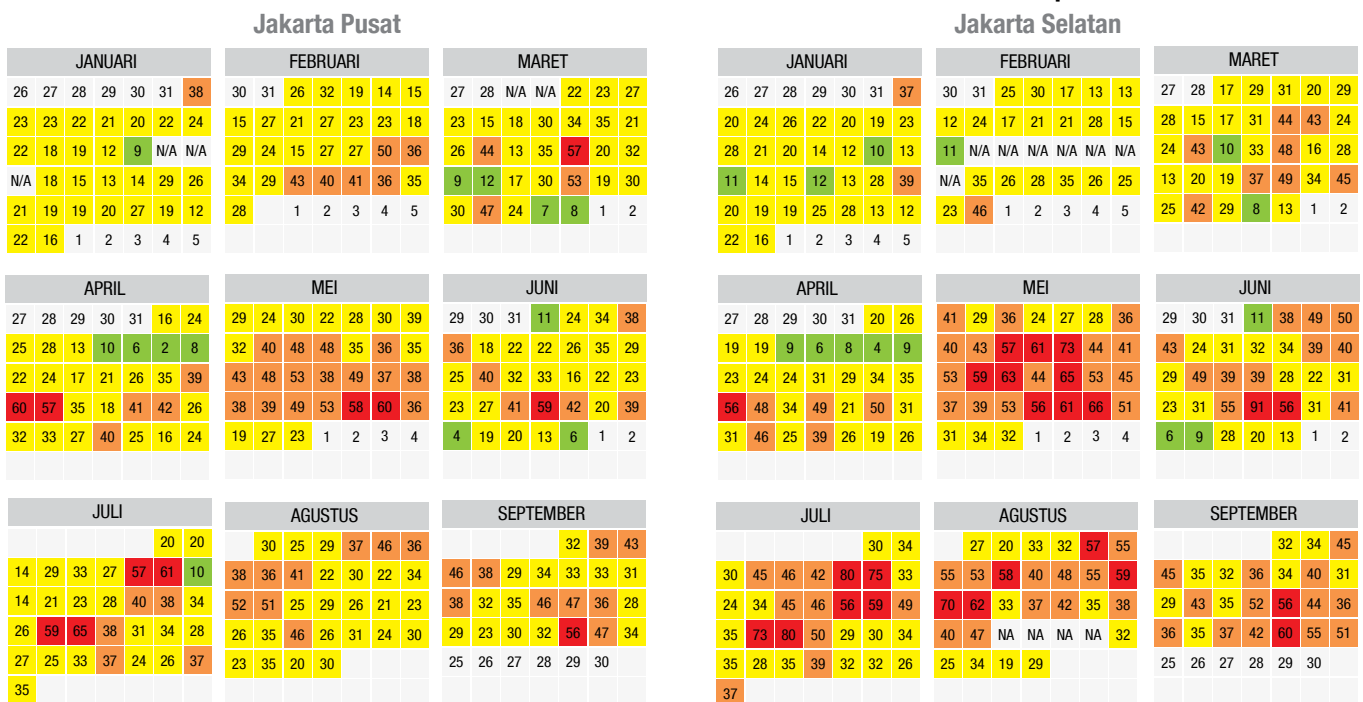 Jakarta Pusat
JANUARI
26 27 28 29 30 31 38
23 23 22 21 20 22 24
22 18 19 12 9 N/A N/A
N/A 18 15 13 14 29 26
21 19 19 20 27 19 12
22 16 1 2 3 4 5
FEBRUARI
30 31 26 32 19 14 15
15 27 21 27 23 23 18
29 24 15 27 27 50 36
34 29 43 40 41 36 35
28 1 2 3 4 5
MARET
27 28 N/A N/A 22 23 27
23 15 18 30 34 35 21
26 44 13 35 57 20 32
9 12 17 30 53 19 30
30 47 24 7 8 1 2
APRIL
27 28 29 30 31 16 24
25 28 13 10 6 2 8
22 24 17 21 26 35 39
60 57 35 18 41 42 26
32 33 27 40 25 16 24
MEI
29 24 30 22 28 30 39
32 40 48 48 35 36 35
43 48 53 38 49 37 38
38 39 49 53 58 60 36
19 27 23 1 2 3 4
JUNI
29 30 31 11 24 34 38
36 18 22 22 26 35 29
25 40 32 33 16 22 23
23 27 41 59 42 20 39
4 19 20 13 6 1 2
JULI
20 20
14 29 33 27 57 61 10
14 21 23 28 40 38 34
26 59 65 38 31 34 28
27 25 33 37 24 26 37
35
AGUSTUS
30 25 29 37 46 36
38 36 41 22 30 22 34
52 51 25 29 26 21 23
26 35 46 26 31 24 30
23 35 20 30
SEPTEMBER
32 39 43
46 38 29 34 33 33 31
38 32 35 46 47 36 28
29 23 30 32 56 47 34
25 26 27 28 29 30
Jakarta Selatan
JANUARI
26 27 28 29 30 31 37
20 24 26 22 20 19 23
28 21 20 14 12 10 13
11 14 15 12 13 28 39
20 19 19 25 28 13 12
22 16 1 2 3 4 5
FEBRUARI
30 31 25 30 17 13 13
12 24 17 21 21 28 15
11 N/A N/A N/A N/A N/A N/A
N/A 35 26 28 35 26 25
23 46 1 2 3 4 5
MARET
27 28 17 29 31 20 29
28 15 17 31 44 43 24
24 43 10 33 48 16 28
13 20 19 37 49 34 45
25 42 29 8 13 1 2
APRIL
27 28 29 30 31 20 26
19 19 9 6 8 4 9
23 24 24 31 29 34 35
56 48 34 49 21 50 31
31 46 25 39 26 19 26
MEI
41 29 36 24 27 28 36
40 43 57 61 73 44 41
53 59 63 44 65 53 45
37 39 53 56 61 66 51
31 34 32 1 2 3 4
JUNI
29 30 31 11 38 49 50
43 24 31 32 34 39 40
29 49 39 39 28 22 31
23 31 55 91 56 31 41
6 9 28 20 13 1 2
JULI
30 34
30 45 46 42 80 75 33
24 34 45 46 56 59 49
35 73 80 50 29 30 34
35 28 35 39 32 32 26
37
AGUSTUS
27 20 33 32 57 55
55 53 58 40 48 55 59
70 62 33 37 42 35 38
40 47 NA NA NA NA 32
25 34 19 29
SEPTEMBER
32 34 45
45 35 32 36 34 40 31
29 43 35 52 56 44 36
36 35 37 42 60 55 51
25 26 27 28 29 30